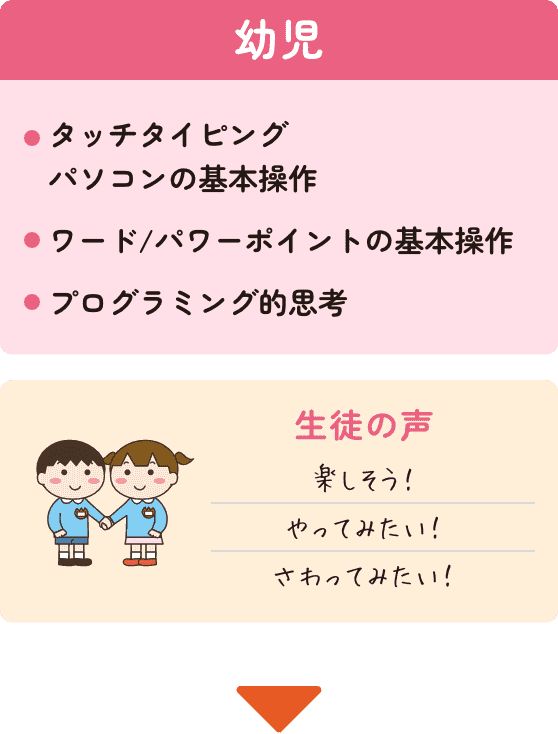 幼児
タッチタイピング
パソコンの基本操作
ワード/パワーポイントの基本操作
プログラミング的思考
生徒の声
楽しそう!
やってみたい!
さわってみたい!